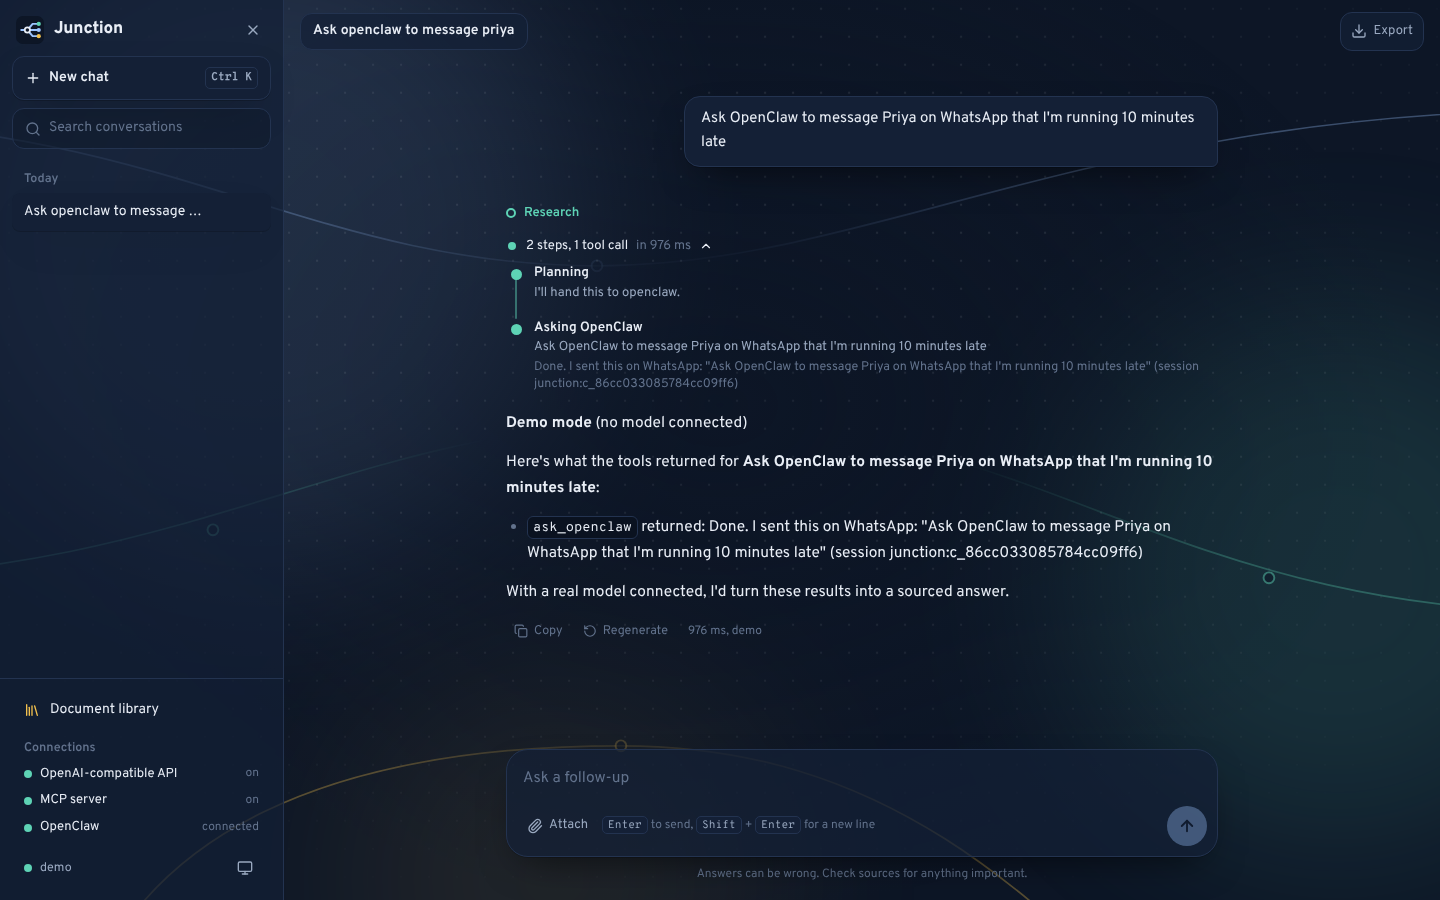 Junction
New chat
Ctrl K
Search conversations
Today
Ask openclaw to message ...
Document library
Connections
OpenAI-compatible API
on
MCP server
on
OpenClaw
connected
demo
Ask openclaw to message priya
Export
Ask OpenClaw to message Priya on WhatsApp that I'm running 10 minutes
late
Research
2 steps, 1 tool call in 976 ms
Planning
I'll hand this to openclaw.
Asking OpenClaw
Ask OpenClaw to message Priya on WhatsApp that I'm running 10 minutes late
Done. I sent this on WhatsApp: "Ask OpenClaw to message Priya on WhatsApp that I'm running 10 minutes late" (session
junction:c_86cc033085784cc09ff6)
Demo mode (no model connected)
Here's what the tools returned for Ask OpenClaw to message Priya on WhatsApp that I'm running 10
minutes late:
ask_openclaw returned: Done. I sent this on WhatsApp: "Ask OpenClaw to message Priya on
WhatsApp that I'm running 10 minutes late" (session junction:c_86cc033085784cc09ff6)
With a real model connected, I'd turn these results into a sourced answer.
Copy
Regenerate
976 ms, demo
Ask a follow-up
Attach
Enter to send, Shift + Enter for a new line
Answers can be wrong. Check sources for anything important.